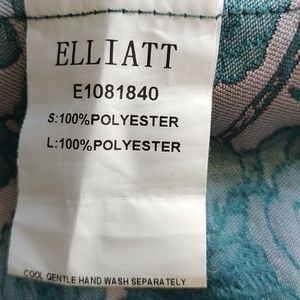 ELLIATT
E1081840
S:100%POLYESTER
L:100%POLYESTER
COOL GENTLE HAND WASH SEPARATELY